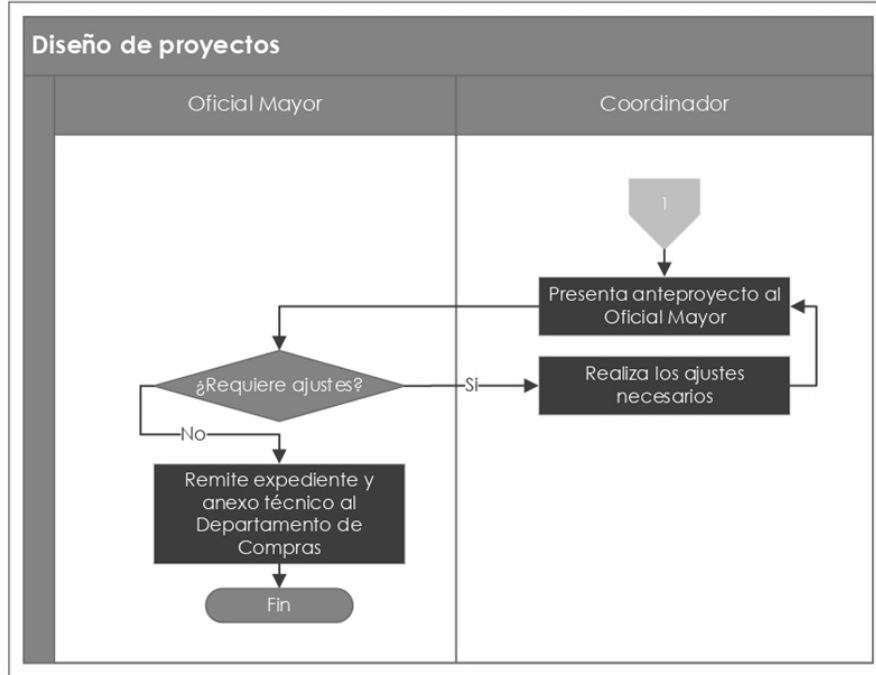 Diseño de proyectos
Oficial Mayor
Coordinador
1
Presenta anteproyecto al
Oficial Mayor
¿Requiere ajustes?
Si
Realiza los ajustes
necesarios
No
Remite expediente y
anexo técnico al
Departamento de
Compras
Fin